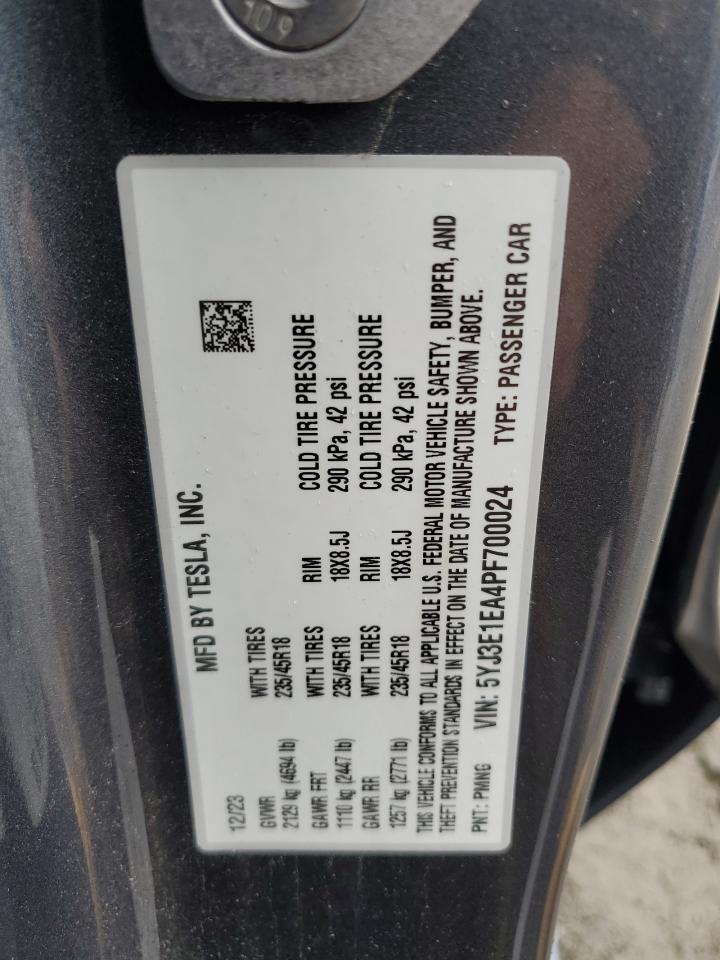 109
MFD BY TESLA, INC.
12/23
GVWR WITH TIRES
2129 kg (4694 lb) 235/45R18
GAWR FRT WITH TIRES RIM COLD TIRE PRESSURE
1110 kg (2447 lb) 235/45R18 18X8.5J 290 kPa, 42 psi
GAWR RR WITH TIRES RIM COLD TIRE PRESSURE
1257 kg (2771 lb) 235/45R18 18X8.5J 290 kPa, 42 psi
THIS VEHICLE CONFORMS TO ALL APPLICABLE U.S. FEDERAL MOTOR VEHICLE SAFETY, BUMPER, AND
THEFT PREVENTION STANDARDS IN EFFECT ON THE DATE OF MANUFACTURE SHOWN ABOVE.
PNT: PMNG VIN: 5YJ3E1EA4PF700024 TYPE: PASSENGER CAR